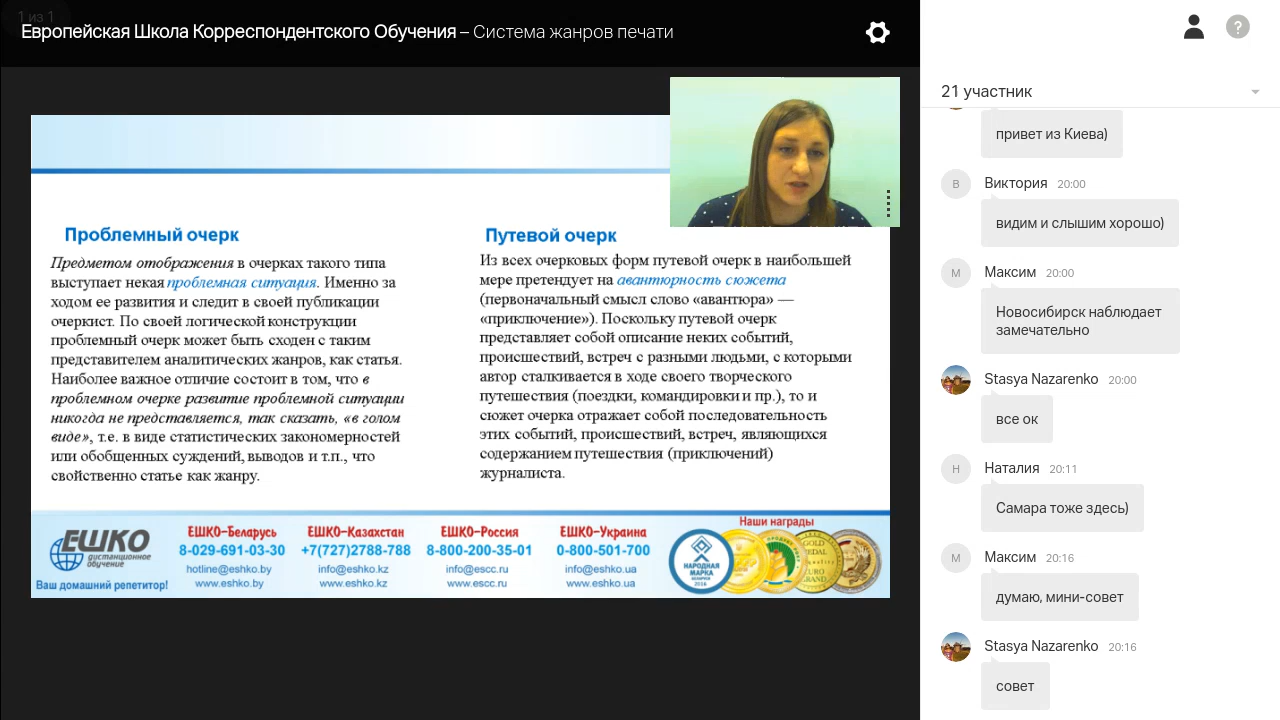 1 из 1
Европейская Школа Корреспондентского Обучения – Система жанров печати
Проблемный очерк
Предметом отображения в очерках такого типа
выступает некая проблемная ситуация. Именно за
ходом ее развития и следит в своей публикации
очеркист. По своей логической конструкции
проблемный очерк может быть сходен с таким
представителем аналитических жанров, как статья.
Наиболее важное отличие состоит в том, что в
проблемном очерке развитие проблемной ситуации
никогда не представляется, так сказать, «в голом
виде», т.е. в виде статистических закономерностей
или обобщенных суждений, выводов и т.п., что
свойственно статье как жанру.
Путевой очерк
Из всех очерковых форм путевой очерк в наибольшей
мере претендует на авантюрность сюжета
(первоначальный смысл слово «авантюра» —
«приключение»). Поскольку путевой очерк
представляет собой описание неких событий,
происшествий, встреч с разными людьми, с которыми
автор сталкивается в ходе своего творческого
путешествия (поездки, командировки и пр.), то и
сюжет очерка отражает собой последовательность
этих событий, происшествий, встреч, являющихся
содержанием путешествия (приключений)
журналиста.
ЕШКО
дистанционное
обучение
Ваш домашний репетитор!
ЕШКО–Беларусь
8-029-691-03-30
hotline@eshko.by
www.eshko.by
ЕШКО–Казахстан
+7(727)2788-788
info@eshko.kz
www.eshko.kz
ЕШКО–Россия
8-800-200-35-01
info@escc.ru
www.escc.ru
ЕШКО–Украина
0-800-501-700
info@eshko.ua
www.eshko.ua
Наши награды
НАРОДНАЯ
МАРКА
БЕЛАРУСИ
2016
GOLD
MEDAL
EURO
GRAND
?
21 участник
привет из Киева)
В
Виктория 20:00
видим и слышим хорошо)
М
Максим 20:00
Новосибирск наблюдает
замечательно
Stasya Nazarenko 20:00
все ок
Н
Наталия 20:11
Самара тоже здесь)
М
Максим 20:16
думаю, мини-совет
Stasya Nazarenko 20:16
совет